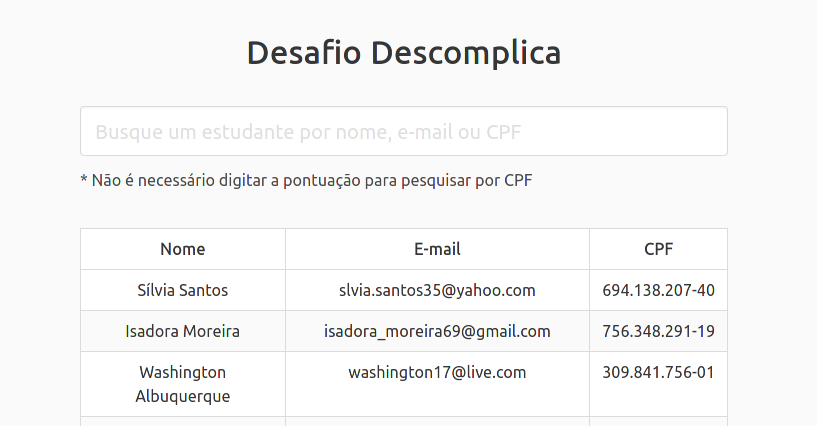 Desafio Descomplica
Busque um estudante por nome, e-mail ou CPF
* Não é necessário digitar a pontuação para pesquisar por CPF
Nome E-mail CPF
Sílvia Santos slvia.santos35@yahoo.com 694.138.207-40
Isadora Moreira isadora_moreira69@gmail.com 756.348.291-19
Washington washington17@live.com 309.841.756-01
Albuquerque